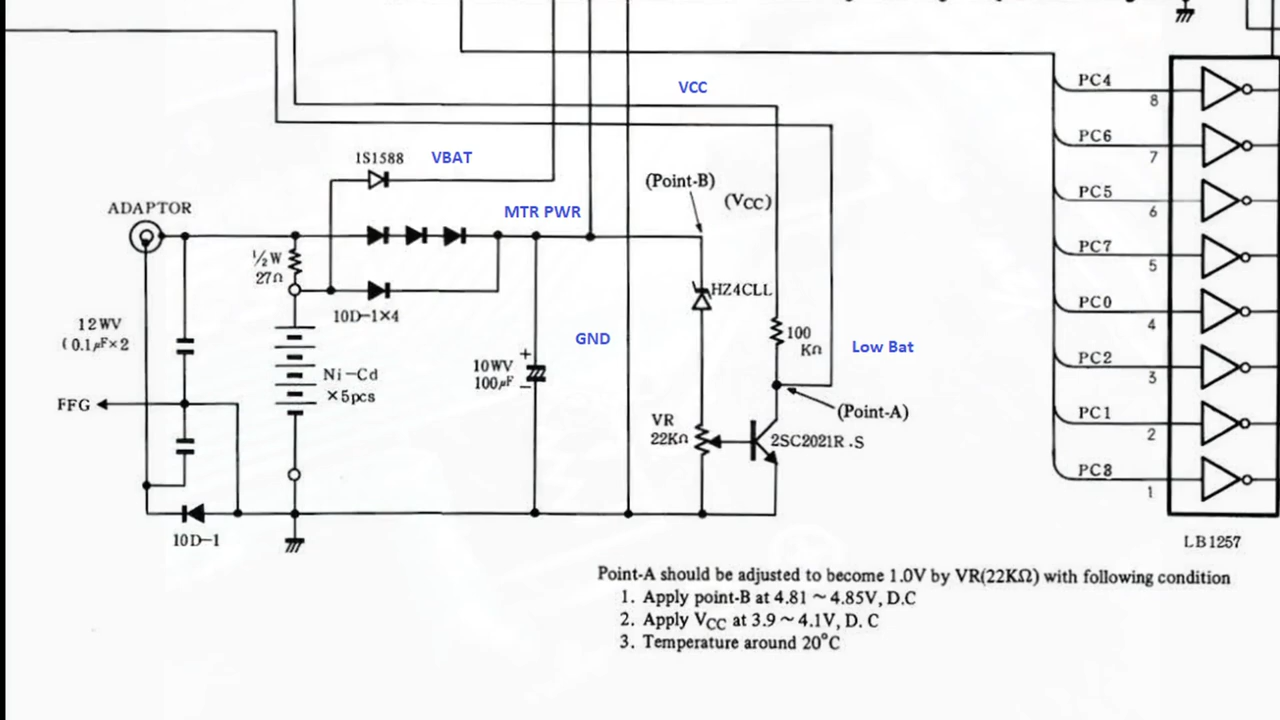 VCC
PC4
8
PC6
7
PC5
6
PC7
5
PC0
4
PC2
3
PC1
2
PC8
1
LB1257
1S1588
VBAT
(Point-B)
(VCC)
ADAPTOR
MTR PWR
½W
27Ω
HZ4CLL
10D-1×4
12WV
( 0.1μF×2
GND
100
KΩ
Low Bat
10WV
100μF
+
−
Ni-Cd
×5pcs
FFG
(Point-A)
VR
22KΩ
2SC2021R .S
10D-1
Point-A should be adjusted to become 1.0V by VR(22KΩ) with following condition
1. Apply point-B at 4.81 ~ 4.85V, D.C
2. Apply VCC at 3.9 ~ 4.1V, D. C
3. Temperature around 20°C